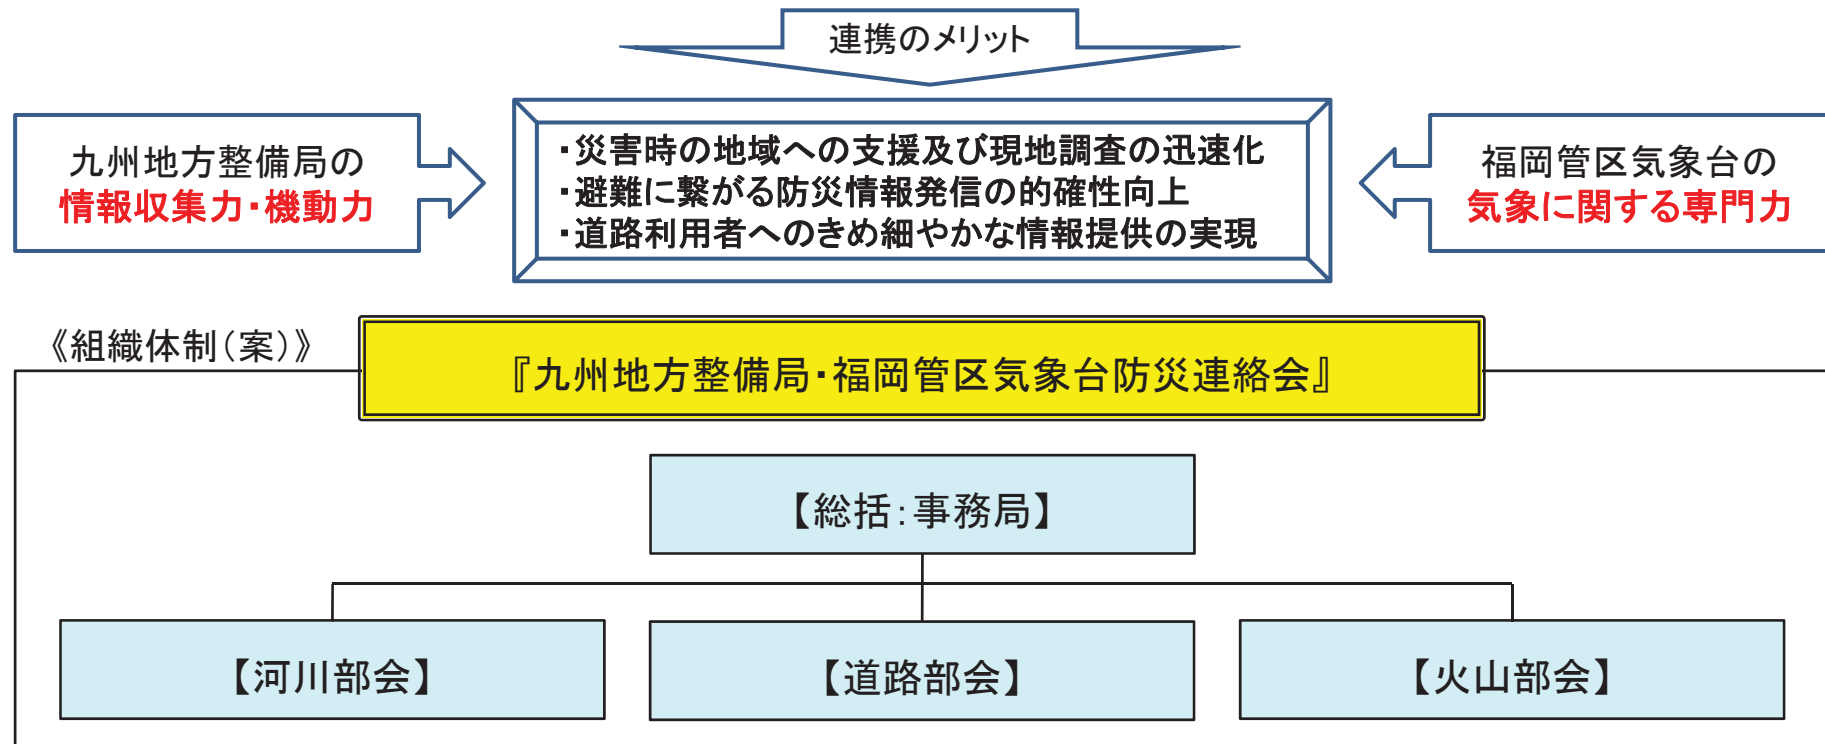 連携のメリット
九州地方整備局の
情報収集力・機動力
・災害時の地域への支援及び現地調査の迅速化
・避難に繋がる防災情報発信の的確性向上
・道路利用者へのきめ細やかな情報提供の実現
福岡管区気象台の
気象に関する専門力
《組織体制(案)》
『九州地方整備局・福岡管区気象台防災連絡会』
【総括:事務局】
【河川部会】
【道路部会】
【火山部会】